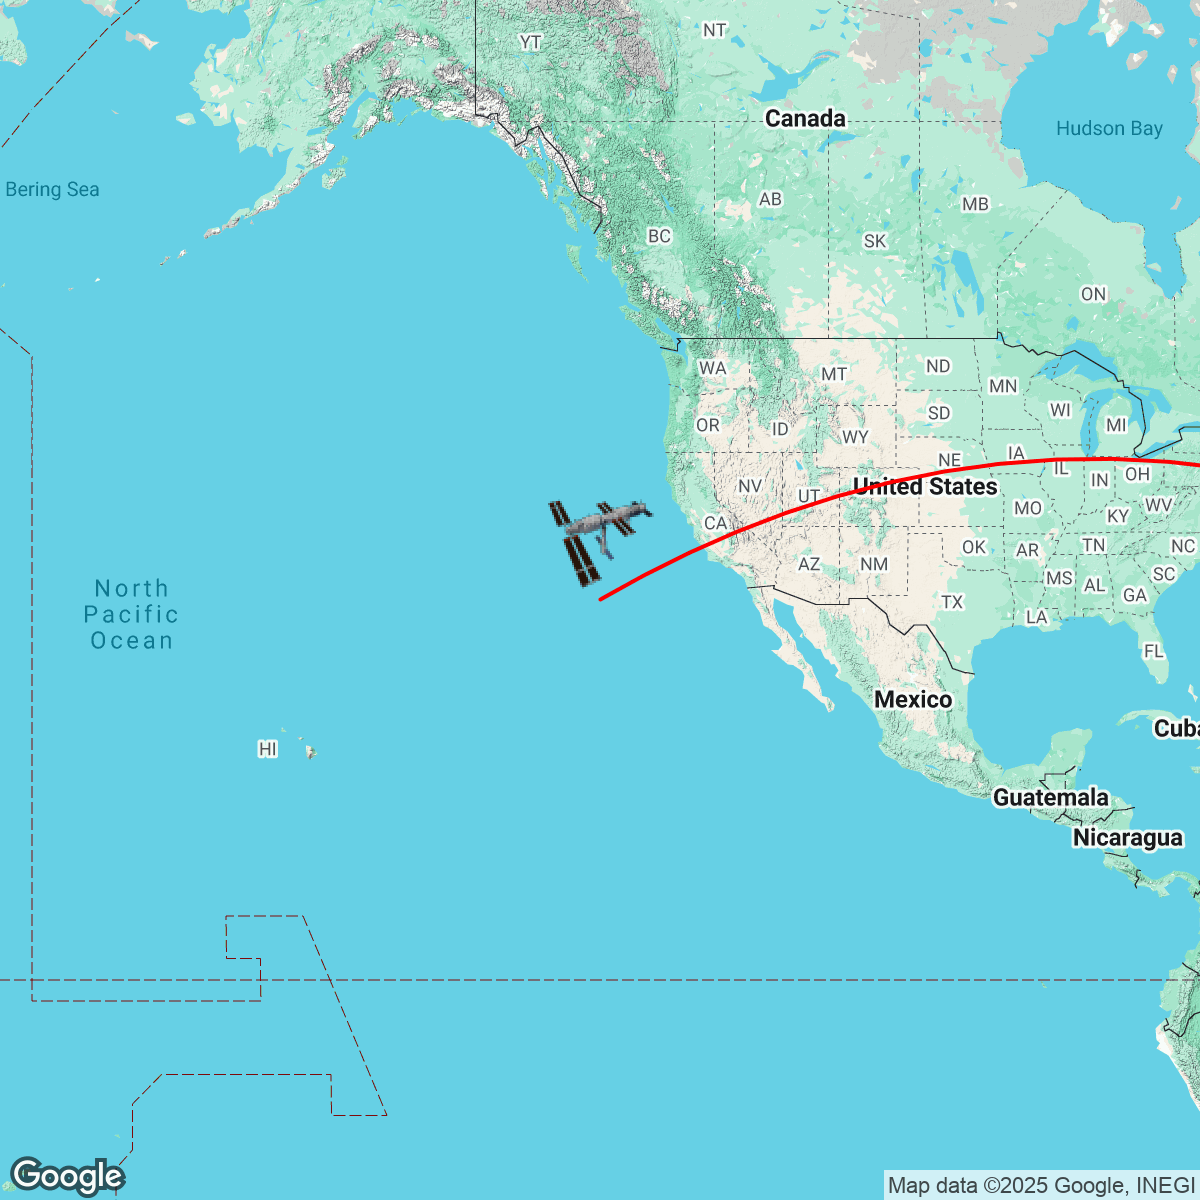 YT
NT
Canada
Hudson Bay
Bering Sea
AB
MB
BC
SK
ON
WA
MT
ND
MN
WI
MI
OR
ID
WY
SD
NE
IA
IL
IN
OH
NV
UT
United States
MO
KY
WV
CA
AZ
NM
OK
AR
TN
NC
North
Pacific
Ocean
TX
MS
AL
GA
SC
LA
FL
Mexico
Cuba
HI
Guatemala
Nicaragua
Google
Map data ©2025 Google, INEGI